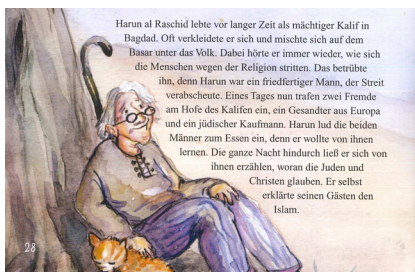 Harun al Raschid lebte vor langer Zeit als mächtiger Kalif in
Bagdad. Oft verkleidete er sich und mischte sich auf dem
Basar unter das Volk. Dabei hörte er immer wieder, wie sich
die Menschen wegen der Religion stritten. Das betrübte
ihn, denn Harun war ein friedfertiger Mann, der Streit
verabscheute. Eines Tages nun trafen zwei Fremde
am Hofe des Kalifen ein, ein Gesandter aus Europa
und ein jüdischer Kaufmann. Harun lud die beiden
Männer zum Essen ein, denn er wollte von ihnen
lernen. Die ganze Nacht hindurch ließ er sich von
ihnen erzählen, woran die Juden und
Christen glauben. Er selbst
erklärte seinen Gästen den
Islam.
28